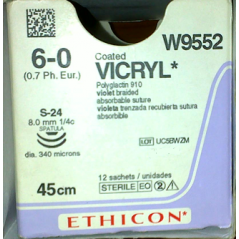 W9552
6-0
(0.7 Ph. Eur.)
Coated
VICRYL*
Polyglactin 910
violet braided
absorbable suture
violeta trenzada recubierta sutura
absorbible
S-24
8.0 mm 1/4c
SPATULA
dia. 340 microns
LOT UC5BWZM
45cm
12 sachets / unidades
STERILE EO 2
ETHICON*